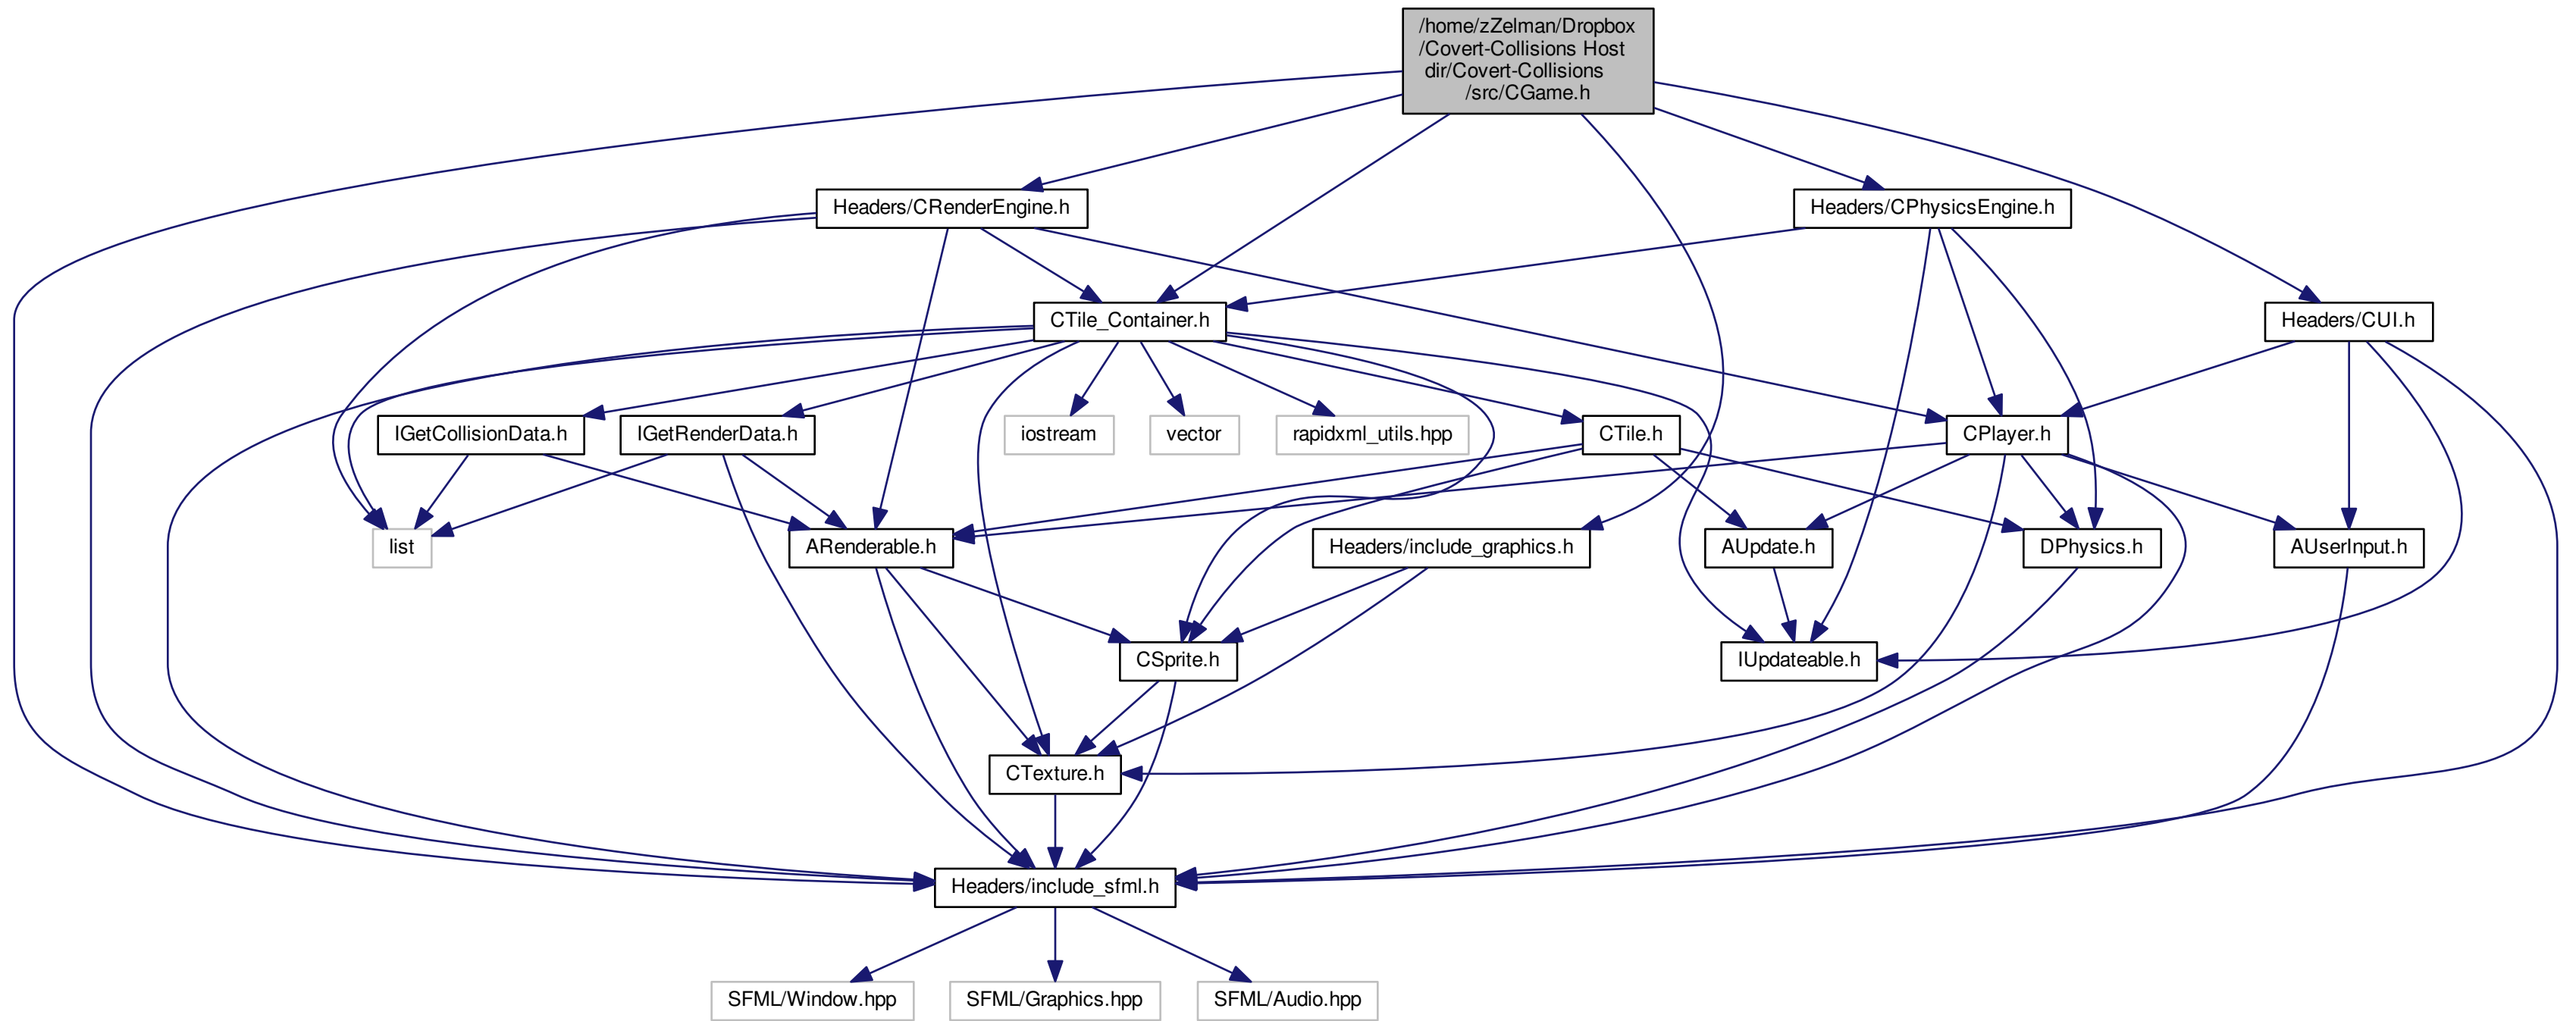 /home/zZelman/Dropbox
/Covert-Collisions Host
dir/Covert-Collisions
/src/CGame.h
Headers/CRenderEngine.h
Headers/CPhysicsEngine.h
CTile_Container.h
Headers/CUI.h
IGetCollisionData.h
IGetRenderData.h
iostream
vector
rapidxml_utils.hpp
CTile.h
CPlayer.h
list
ARenderable.h
Headers/include_graphics.h
AUpdate.h
DPhysics.h
AUserInput.h
CSprite.h
IUpdateable.h
CTexture.h
Headers/include_sfml.h
SFML/Window.hpp
SFML/Graphics.hpp
SFML/Audio.hpp